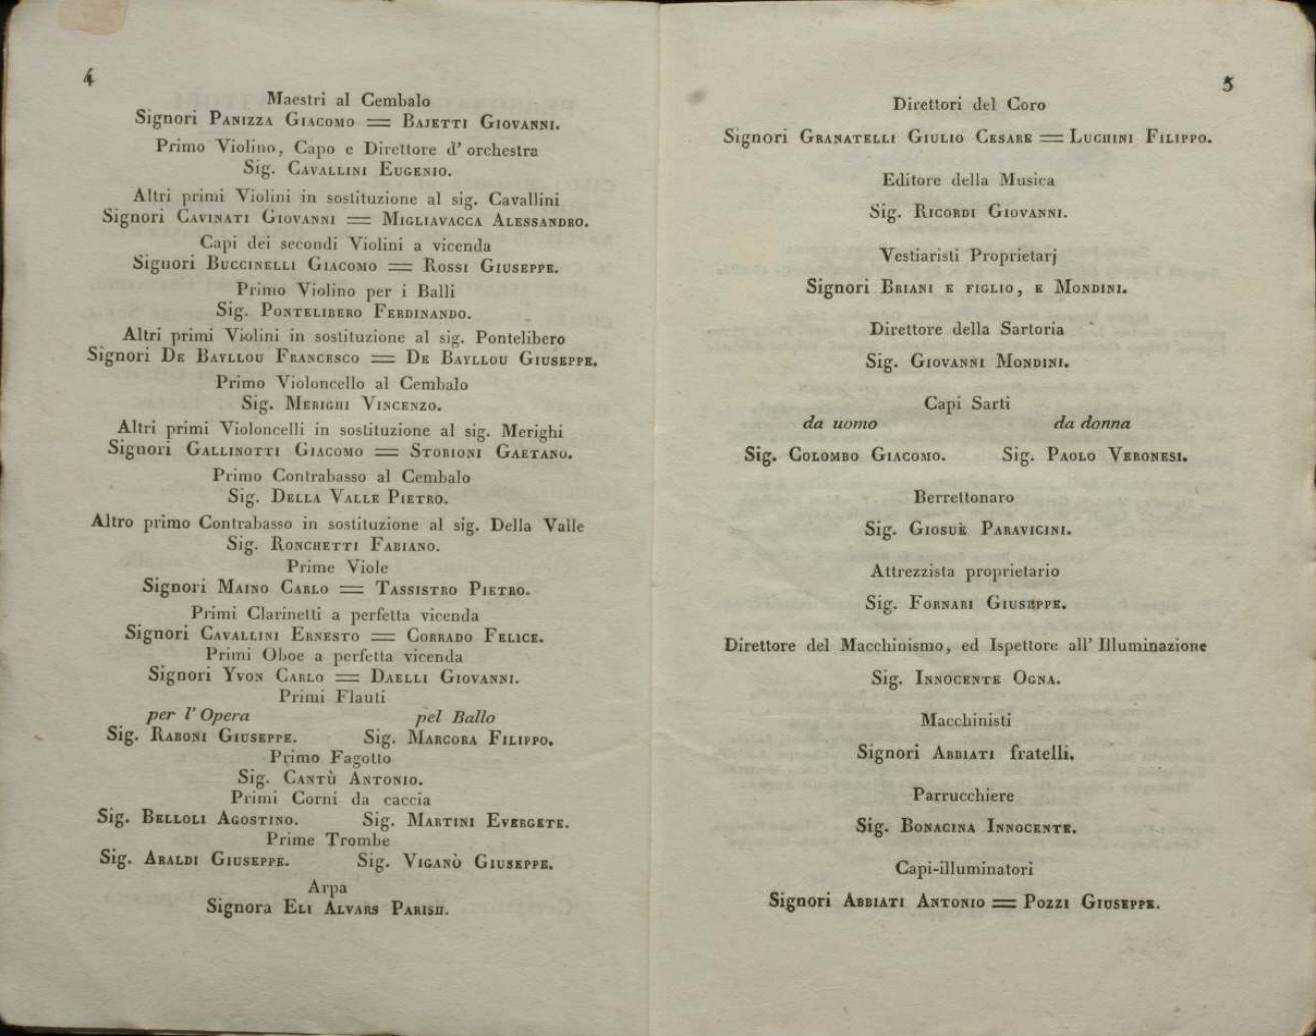 4
Maestri al Cembalo
Signori PANIZZA GIACOMO = BAJETTI GIOVANNI.
Primo Violino, Capo e Direttore d' orchestra
Sig. CAVALLINI EUGENIO.
Altri primi Violini in sostituzione al sig. Cavallini
Signori CAVINATI GIOVANNI = MIGLIAVACCA ALESSANDRO.
Capi dei secondi Violini a vicenda
Signori BUCCINELLI GIACOMO = ROSSI GIUSEPPE.
Primo Violino per i Balli
Sig. PONTELIBERO FERDINANDO.
Altri primi Violini in sostituzione al sig. Pontelibero
Signori DE BAYLLOU FRANCESCO = DE BAYLLOU GIUSEPPE.
Primo Violoncello al Cembalo
Sig. MERIGHI VINCENZO.
Altri primi Violoncelli in sostituzione al sig. Merighi
Signori GALLINOTTI GIACOMO = STORIONI GAETANO.
Primo Contrabasso al Cembalo
Sig. DELLA VALLE PIETRO.
Altro primo Contrabasso in sostituzione al sig. Della Valle
Sig. RONCHETTI FABIANO.
Prime Viole
Signori MAINO CARLO = TASSISTRO PIETRO.
Primi Clarinetti a perfetta vicenda
Signori CAVALLINI ERNESTO = CORRADO FELICE.
Primi Oboe a perfetta vicenda
Signori YVON CARLO = DAELLI GIOVANNI.
Primi Flauti
per l' Opera pel Ballo
Sig. RABONI GIUSEPPE. Sig. MARCORA FILIPPO.
Primo Fagotto
Sig. CANTÙ ANTONIO.
Primi Corni da caccia
Sig. BELLOLI AGOSTINO. Sig. MARTINI EVERGETE.
Prime Trombe
Sig. ARALDI GIUSEPPE. Sig. VIGANÒ GIUSEPPE.
Arpa
Signora ELI ALVARS PARISH.
5
Direttori del Coro
Signori GRANATELLI GIULIO CESARE = LUCHINI FILIPPO.
Editore della Musica
Sig. RICORDI GIOVANNI.
Vestiaristi Proprietarj
Signori BRIANI E FIGLIO, E MONDINI.
Direttore della Sartoria
Sig. GIOVANNI MONDINI.
Capi Sarti
da uomo da donna
Sig. COLOMBO GIACOMO. Sig. PAOLO VERONESI.
Berrettonaro
Sig. GIOSUÈ PARAVICINI.
Attrezzista proprietario
Sig. FORNARI GIUSEPPE.
Direttore del Macchinismo, ed Ispettore all' Illuminazione
Sig. INNOCENTE OGNA.
Macchinisti
Signori ABBIATI fratelli.
Parrucchiere
Sig. BONACINA INNOCENTE.
Capi-illuminatori
Signori ABBIATI ANTONIO = POZZI GIUSEPPE.